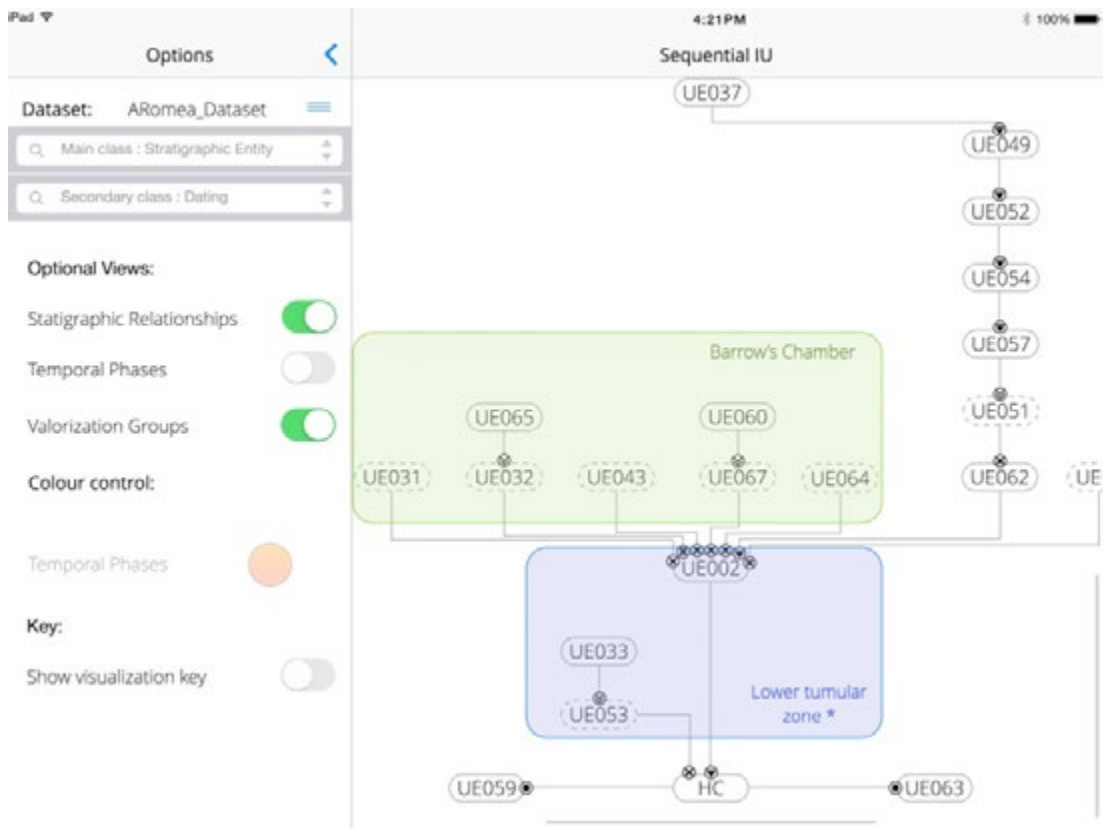 iPad
4:21PM
100%
Options
Sequential IU
Dataset: ARomea_Dataset
Main class : Stratigraphic Entity
Secondary class : Dating
Optional Views:
Statigraphic Relationships
Temporal Phases
Valorization Groups
Colour control:
Temporal Phases
Key:
Show visualization key
UE037
UE049
UE052
UE054
UE057
Barrow's Chamber
UE051
UE065
UE060
UE031
UE032
UE043
UE067
UE064
UE062
UE
UE002
UE033
UE053
Lower tumular
zone *
UE059
HC
UE063